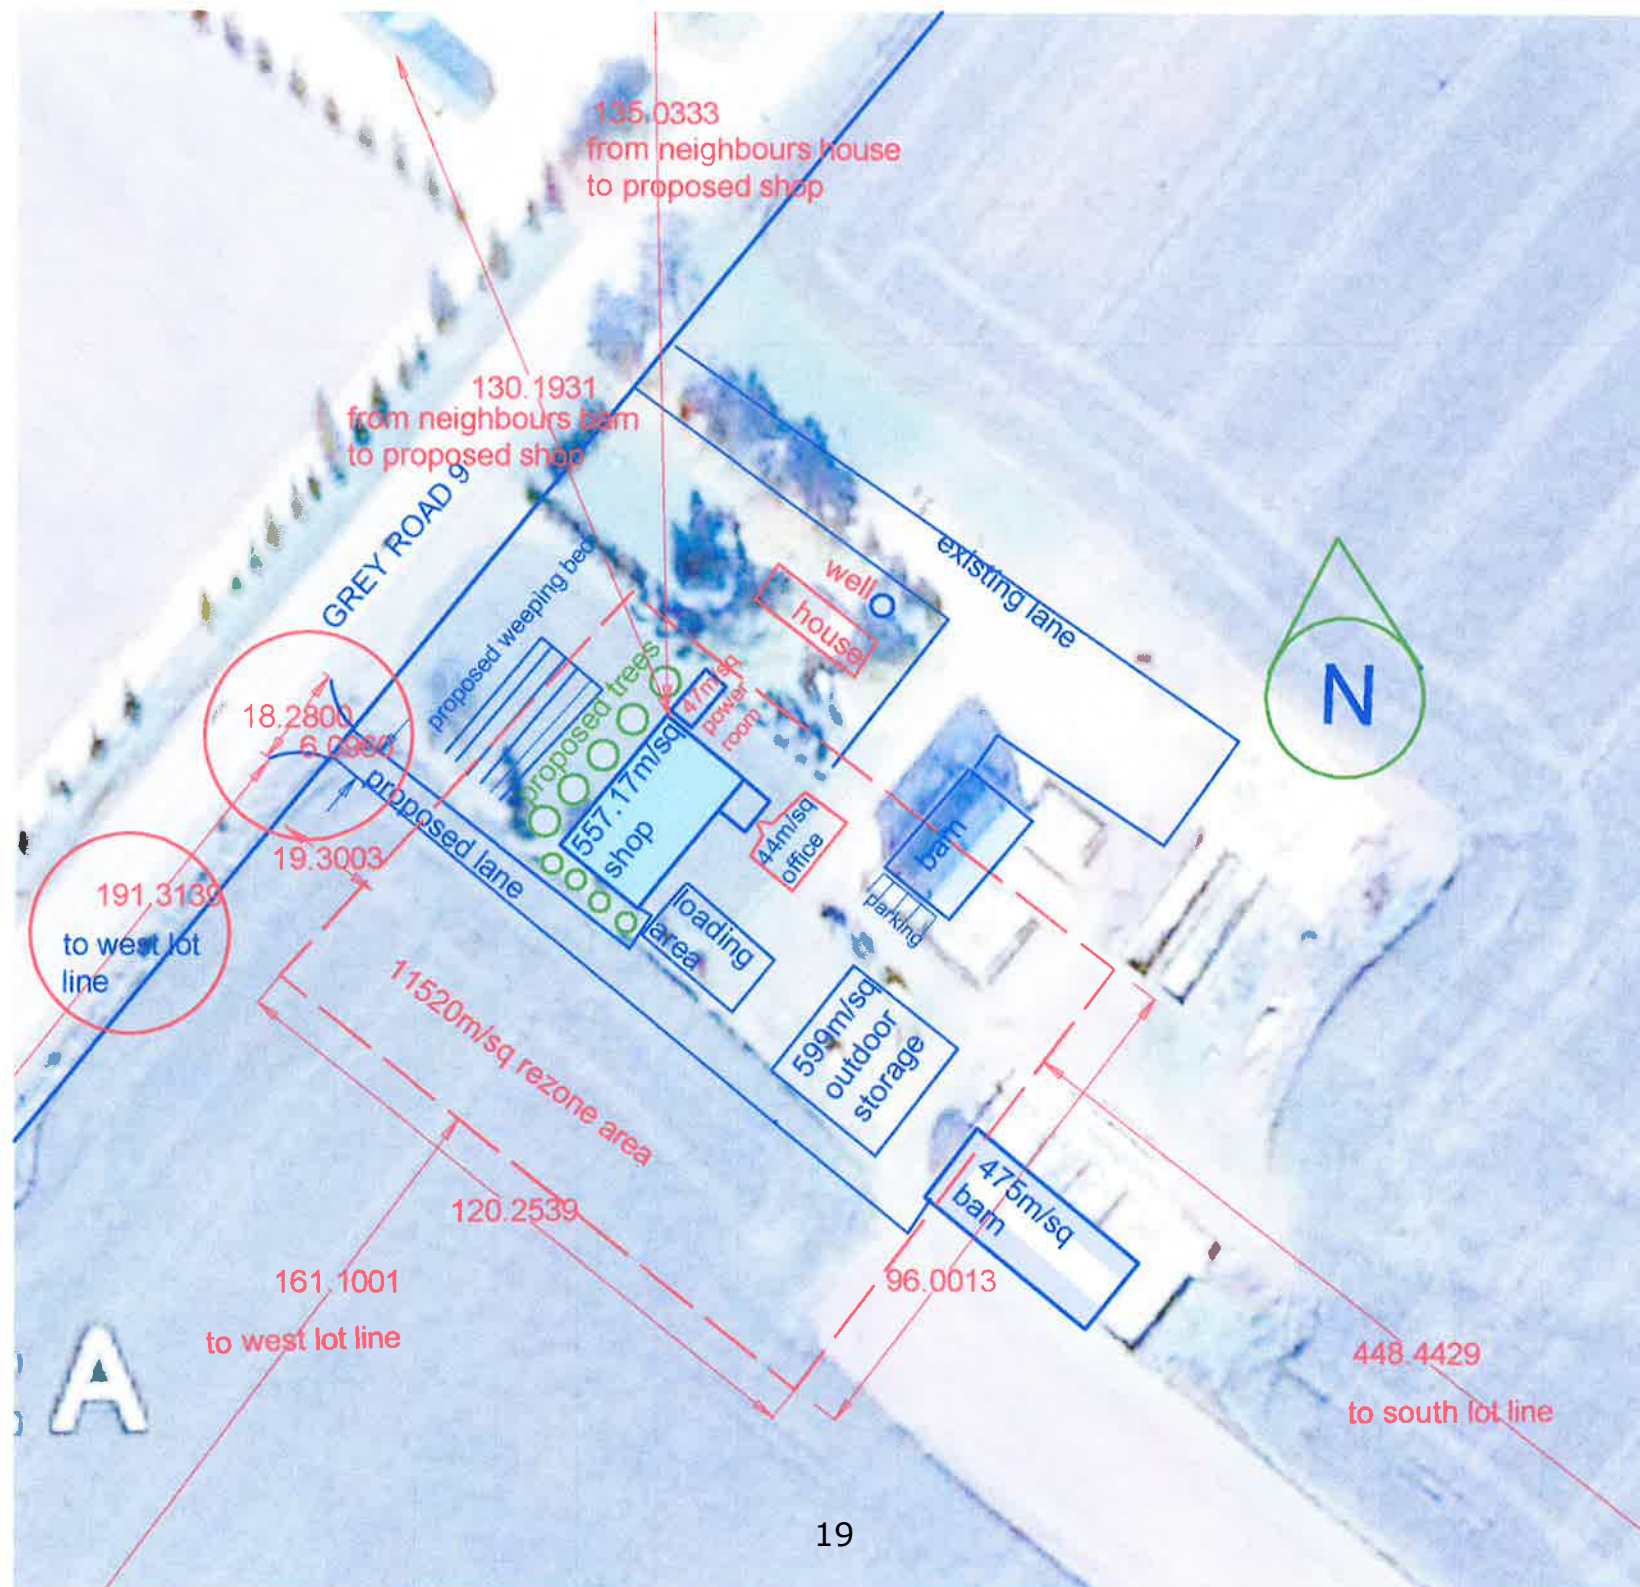 135.0333
from neighbours house
to proposed shop
130.1931
from neighbours barn
to proposed shop
GREY ROAD 9
proposed weeping bed
well
house
existing lane
N
proposed trees
47m/sq
power
room
18.2800
6.0960
proposed lane
557.17m/sq
shop
44m/sq
office
barn
parking
19.3003
191.3139
to west lot
line
loading
area
11520m/sq rezone area
599m/sq
outdoor
storage
475m/sq
barn
120.2539
96.0013
161.1001
to west lot line
448.4429
to south lot line
A
19